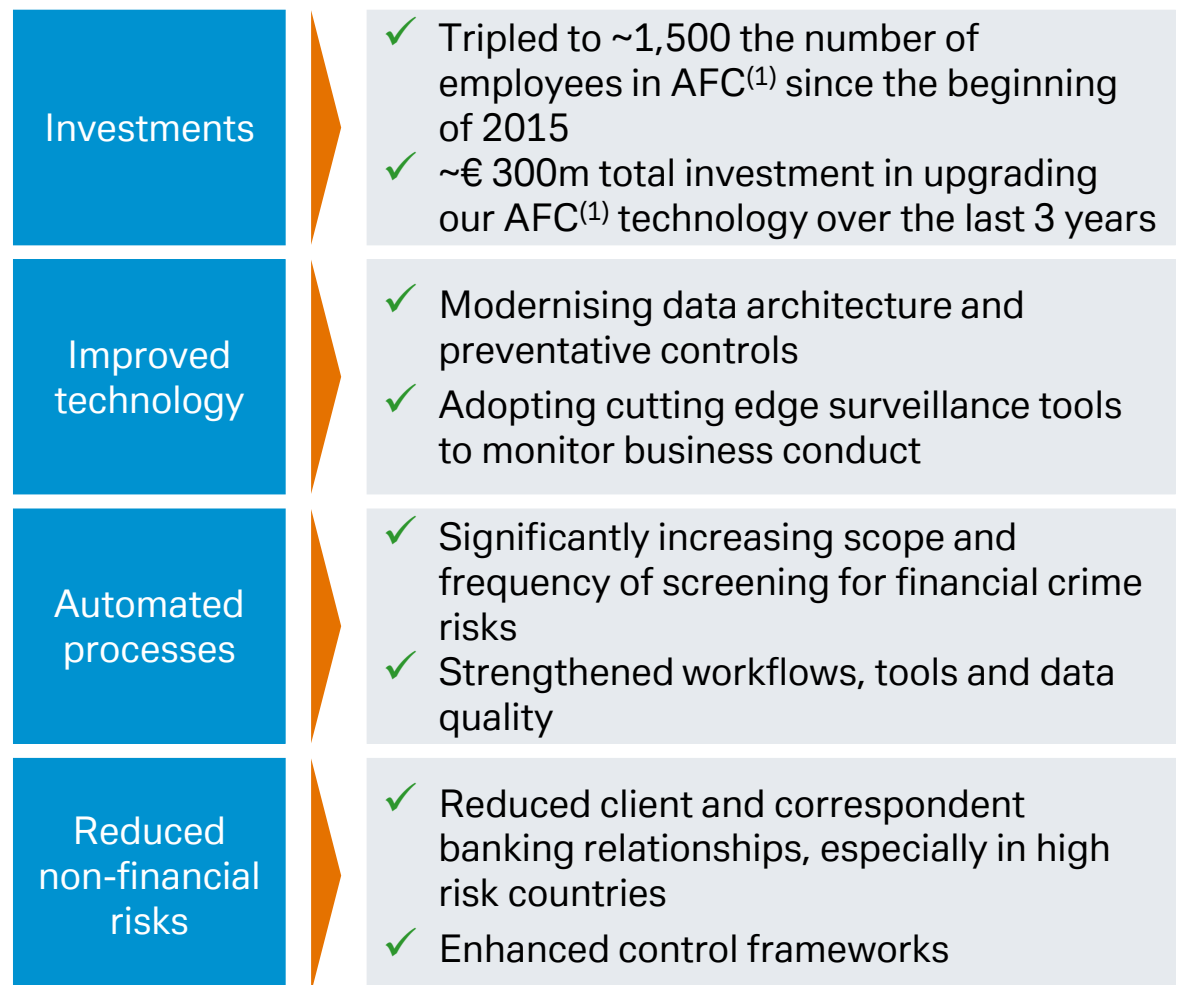 Investments
✓ Tripled to ~1,500 the number of
employees in AFC(1) since the beginning
of 2015
✓ ~€ 300m total investment in upgrading
our AFC(1) technology over the last 3 years
Improved
technology
✓ Modernising data architecture and
preventative controls
✓ Adopting cutting edge surveillance tools
to monitor business conduct
Automated
processes
✓ Significantly increasing scope and
frequency of screening for financial crime
risks
✓ Strengthened workflows, tools and data
quality
Reduced
non-financial
risks
✓ Reduced client and correspondent
banking relationships, especially in high
risk countries
✓ Enhanced control frameworks